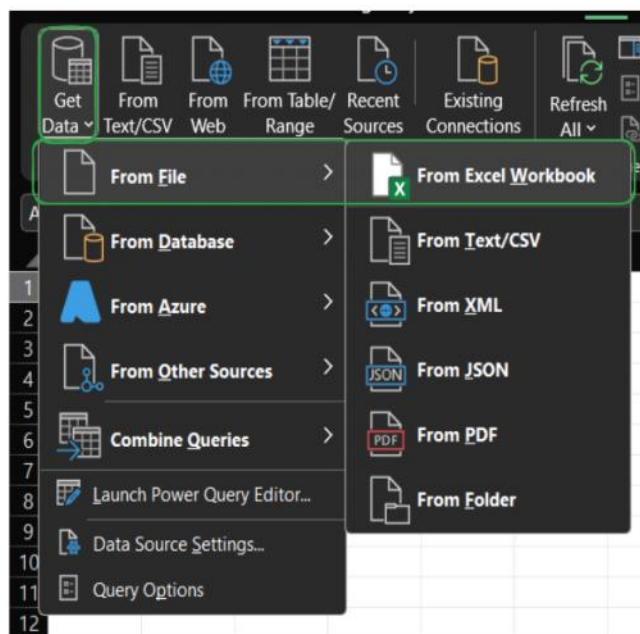 Get Data
From Text/CSV
From Web
From Table/ Range
Recent Sources
Existing Connections
Refresh All
From File
From Database
From Azure
From Other Sources
Combine Queries
Launch Power Query Editor...
Data Source Settings...
Query Options
From Excel Workbook
From Text/CSV
From XML
JSON
From JSON
PDF
From PDF
From Folder
A
1
2
3
4
5
6
7
8
9
10
11
12